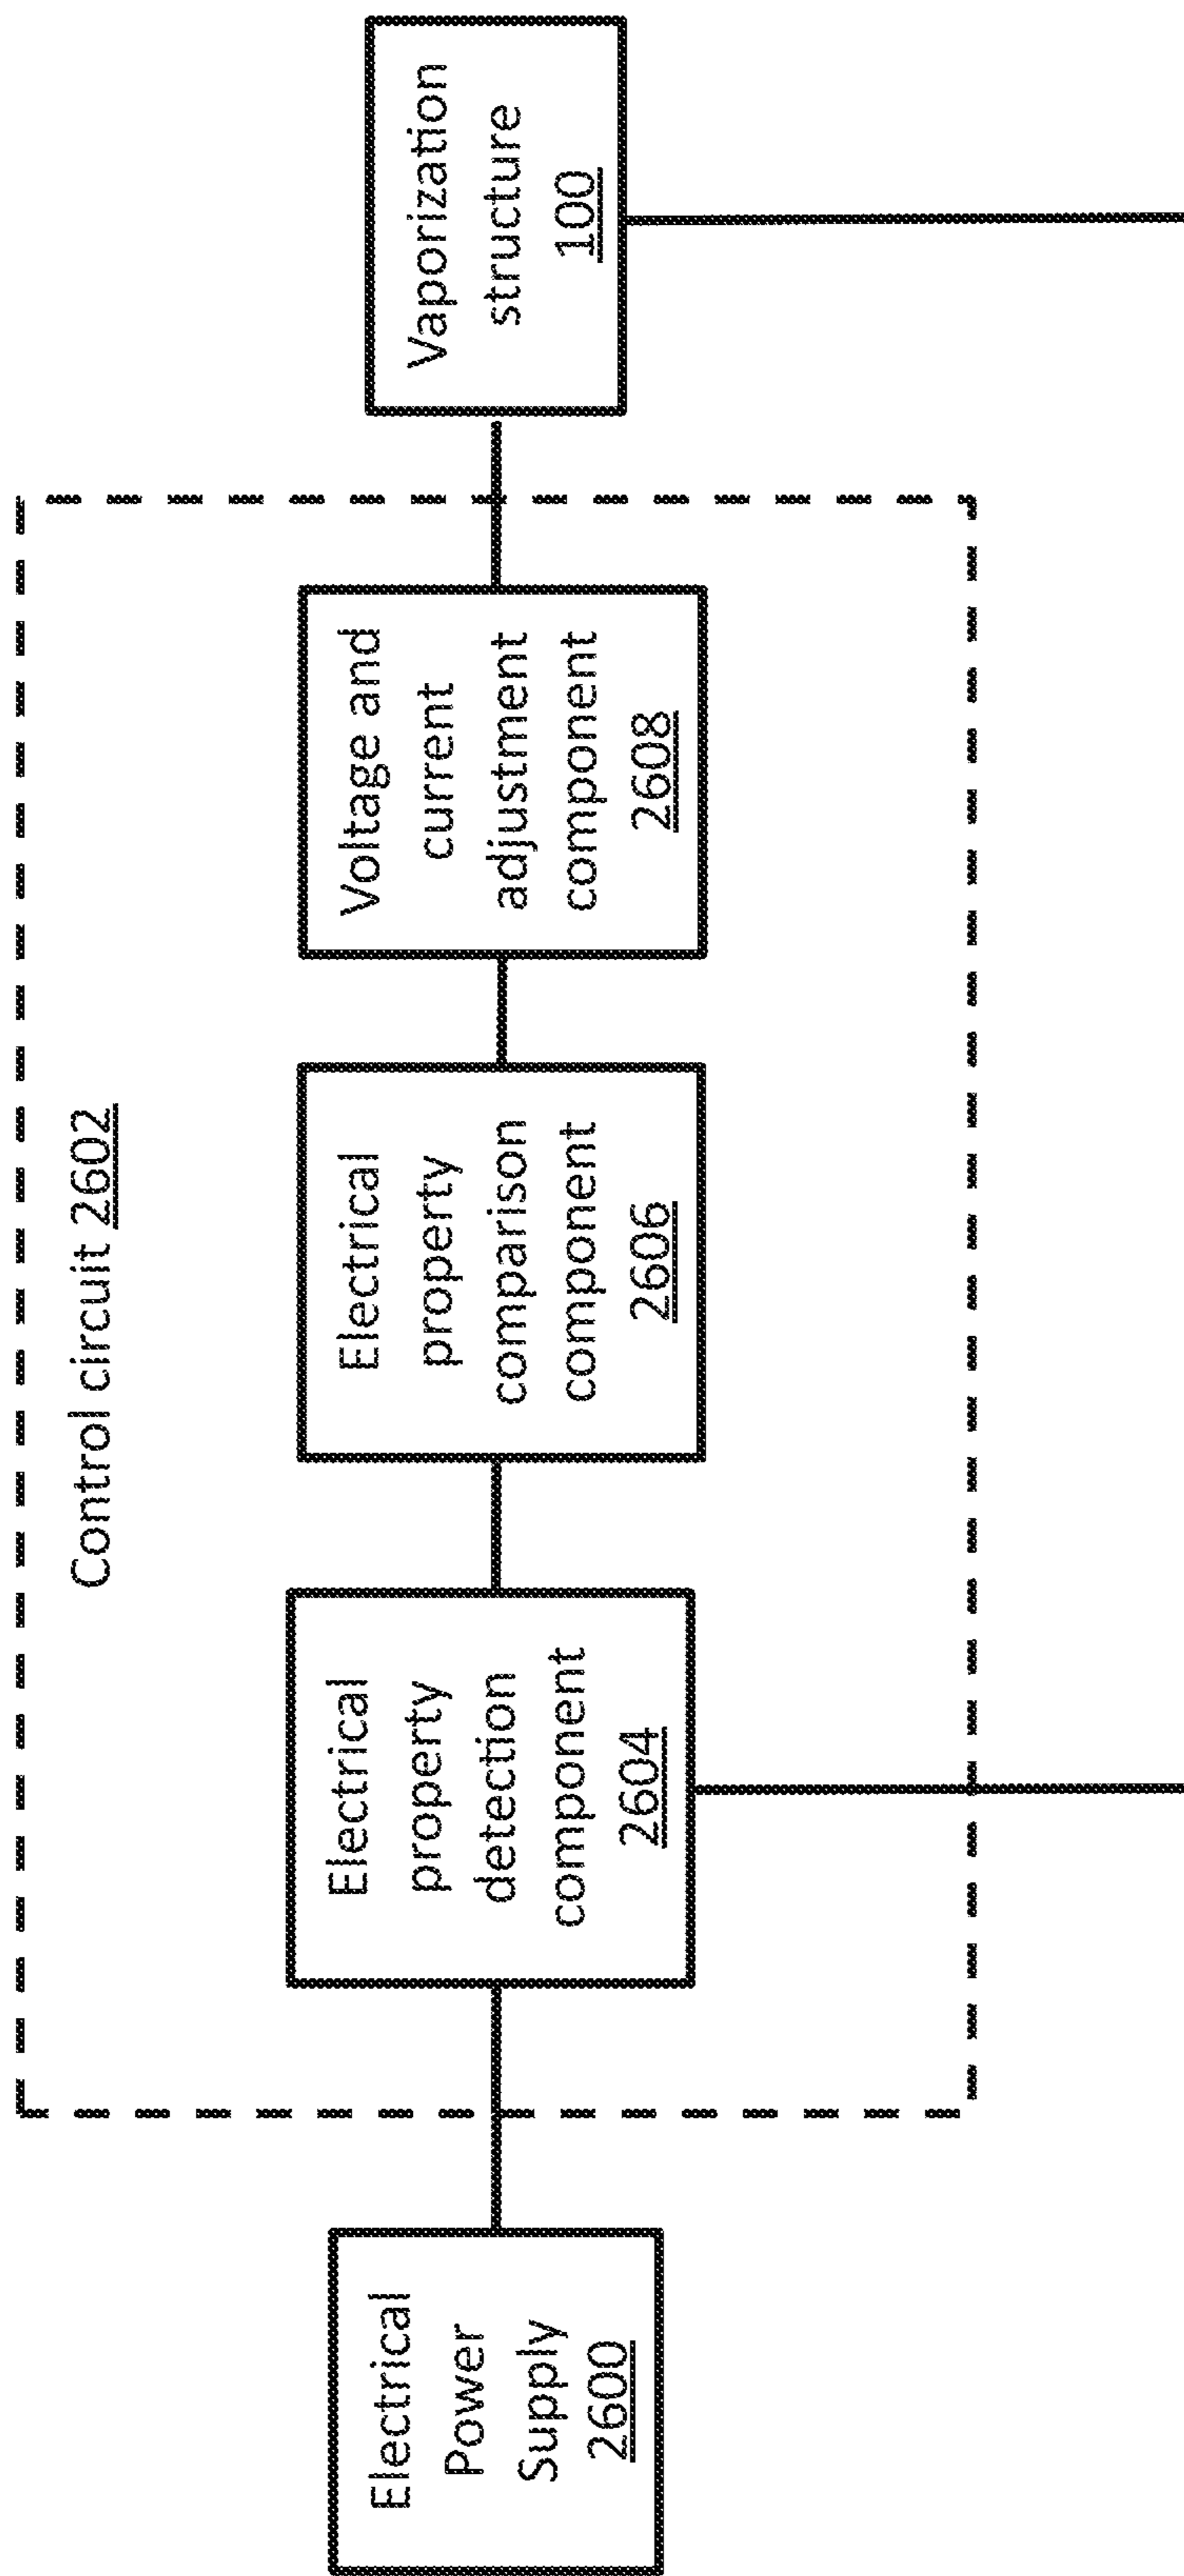 Control circuit 2602
Electrical
Power
Supply
2600
Electrical
property
detection
component
2604
Electrical
property
comparison
component
2606
Voltage and
current
adjustment
component
2608
Vaporization
structure
100